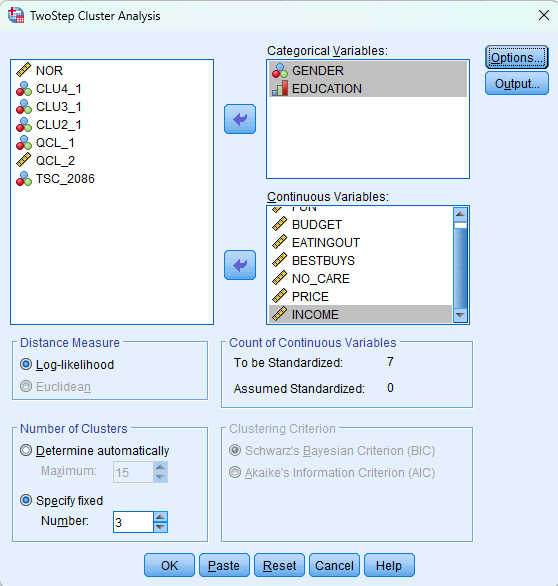 TwoStep Cluster Analysis
NOR
CLU4_1
CLU3_1
CLU2_1
QCL_1
QCL_2
TSC_2086
Categorical Variables:
GENDER
EDUCATION
Options...
Output...
Continuous Variables:
BUDGET
EATINGOUT
BESTBUYS
NO_CARE
PRICE
INCOME
Distance Measure
Log-likelihood
Euclidean
Count of Continuous Variables
To be Standardized: 7
Assumed Standardized: 0
Number of Clusters
Determine automatically
Maximum: 15
Specify fixed
Number: 3
Clustering Criterion
Schwarz's Bayesian Criterion (BIC)
Akaike's Information Criterion (AIC)
OK Paste Reset Cancel Help